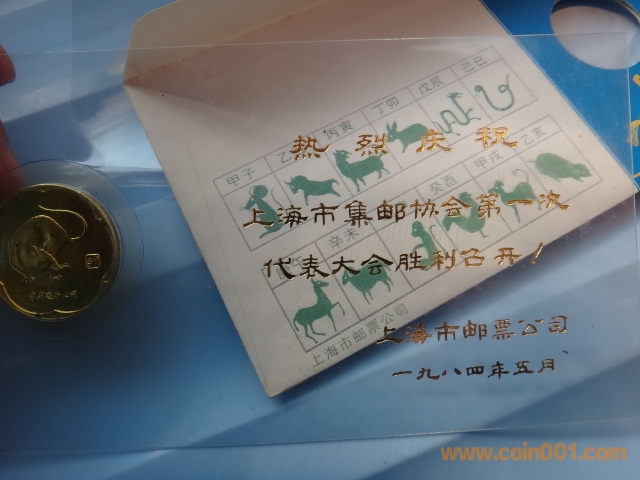 热烈庆祝
上海市集邮协会第一次
代表大会胜利召开！
上海市邮票公司
一九八四年五月
甲子
丙寅
丁卯
戊辰
己巳
癸酉
甲戌
乙亥
辛未
上海市邮票公司
www.coin001.com